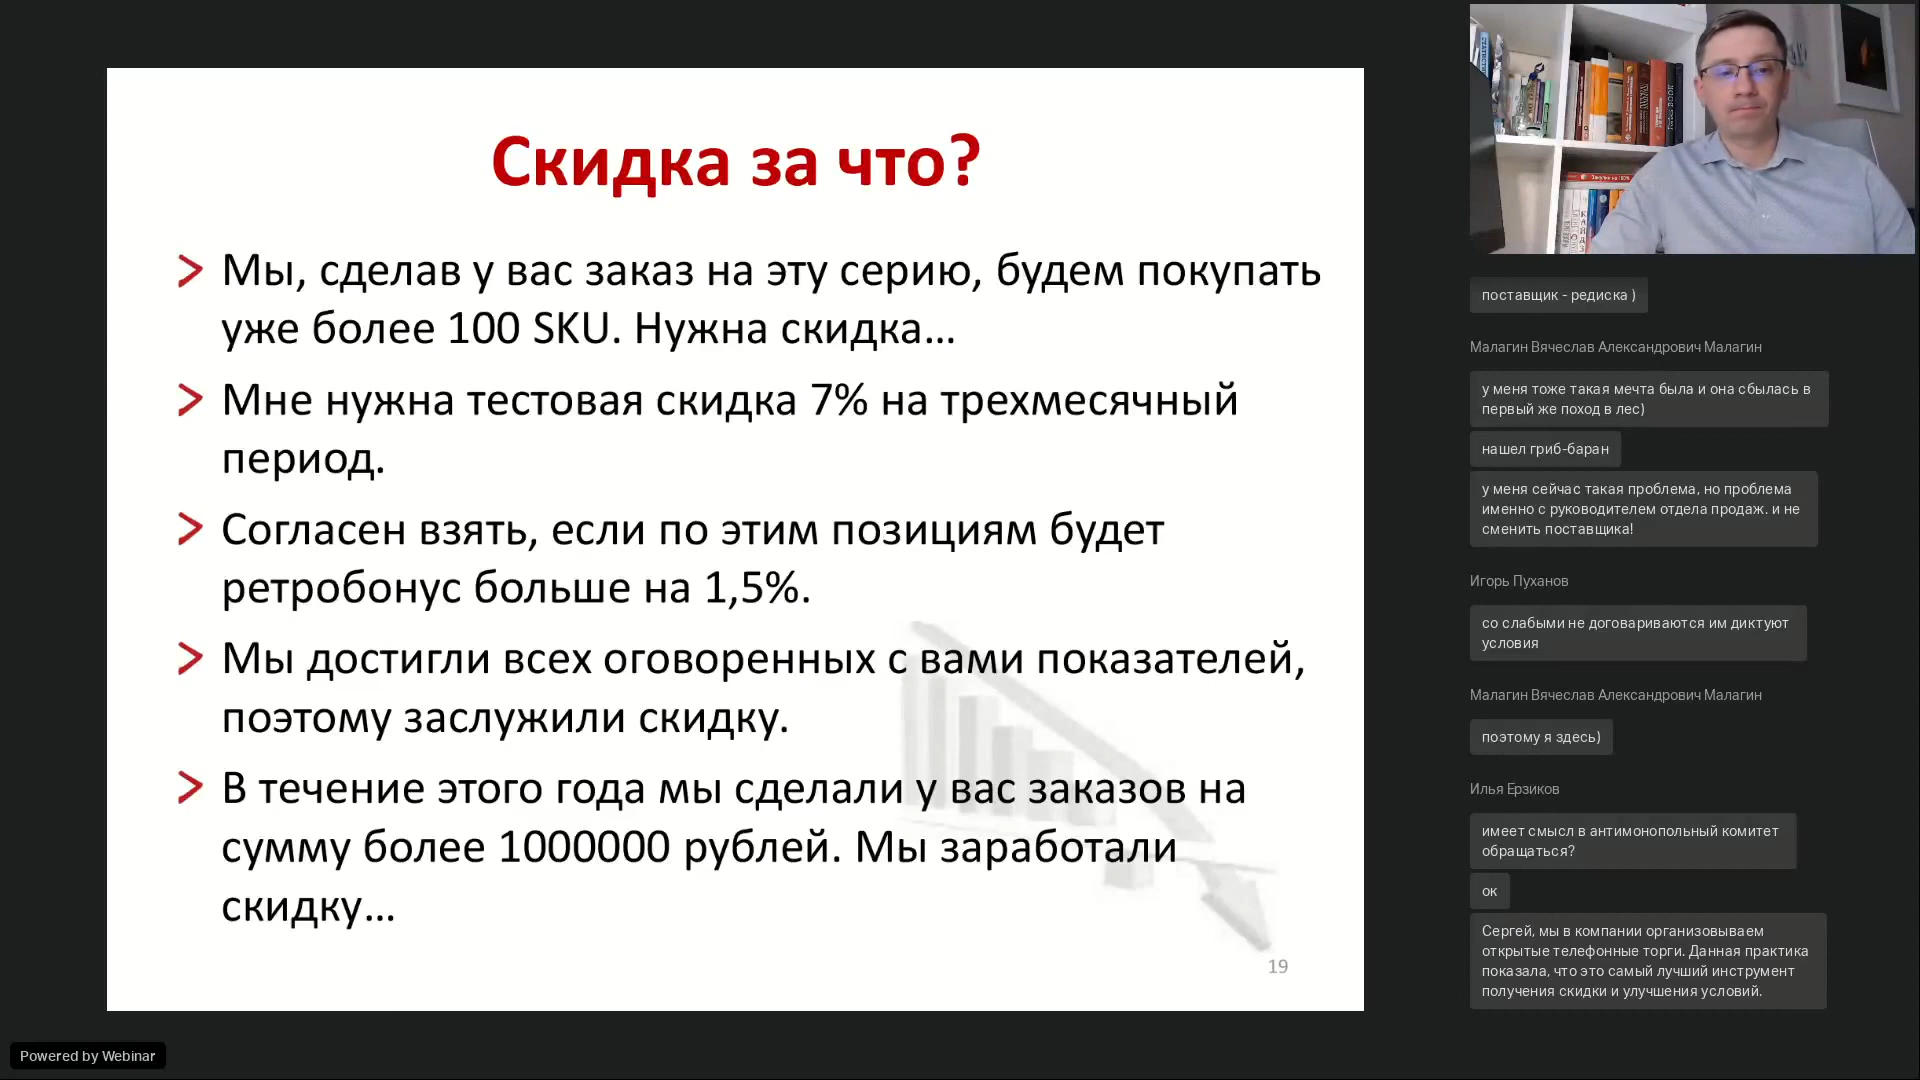 Скидка за что?
Мы, сделав у вас заказ на эту серию, будем покупать
уже более 100 SKU. Нужна скидка...
Мне нужна тестовая скидка 7% на трехмесячный
период.
Согласен взять, если по этим позициям будет
ретробонус больше на 1,5%.
Мы достигли всех оговоренных с вами показателей,
поэтому заслужили скидку.
В течение этого года мы сделали у вас заказов на
сумму более 1000000 рублей. Мы заработали
скидку...
19
поставщик - редиска )
Малагин Вячеслав Александрович Малагин
у меня тоже такая мечта была и она сбылась в
первый же поход в лес)
нашел гриб-баран
у меня сейчас такая проблема, но проблема
именно с руководителем отдела продаж. и не
сменить поставщика!
Игорь Пуханов
со слабыми не договариваются им диктуют
условия
Малагин Вячеслав Александрович Малагин
поэтому я здесь)
Илья Ерзиков
имеет смысл в антимонопольный комитет
обращаться?
ок
Сергей, мы в компании организовываем
открытые телефонные торги. Данная практика
показала, что это самый лучший инструмент
получения скидки и улучшения условий.
Powered by Webinar